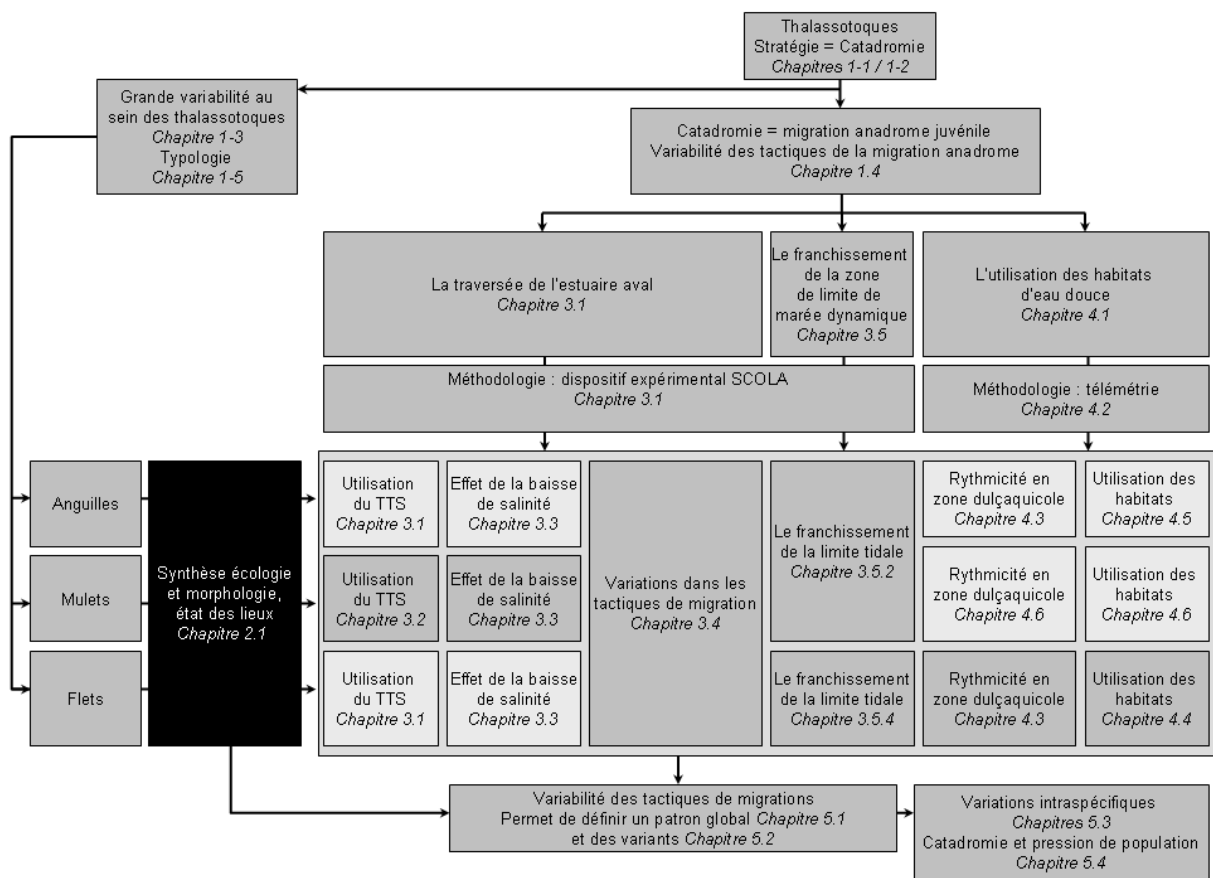 Thalassotoques
Stratégie = Catadromie
Chapitres 1-1 / 1-2
Grande variabilité au
sein des thalassotoques
Chapitre 1-3
Typologie
Chapitre 1-5
Catadromie = migration anadrome juvénile
Variabilité des tactiques de la migration anadrome
Chapitre 1.4
La traversée de l'estuaire aval
Chapitre 3.1
Le franchissement
de la zone
de limite de
marée dynamique
Chapitre 3.5
L'utilisation des habitats
d'eau douce
Chapitre 4.1
Méthodologie : dispositif expérimental SCOLA
Chapitre 3.1
Méthodologie : télémétrie
Chapitre 4.2
Anguilles
Mulets
Flets
Synthèse écologie
et morphologie,
état des lieux
Chapitre 2.1
Utilisation
du TTS
Chapitre 3.1
Effet de la baisse
de salinité
Chapitre 3.3
Utilisation
du TTS
Chapitre 3.2
Effet de la baisse
de salinité
Chapitre 3.3
Utilisation
du TTS
Chapitre 3.1
Effet de la baisse
de salinité
Chapitre 3.3
Variations dans les
tactiques de migration
Chapitre 3.4
Le franchissement
de la limite tidale
Chapitre 3.5.2
Le franchissement
de la limite tidale
Chapitre 3.5.4
Rythmicité en
zone dulçaquicole
Chapitre 4.3
Utilisation des
habitats
Chapitre 4.5
Rythmicité en
zone dulçaquicole
Chapitre 4.6
Utilisation des
habitats
Chapitre 4.6
Rythmicité en
zone dulçaquicole
Chapitre 4.3
Utilisation des
habitats
Chapitre 4.4
Variabilité des tactiques de migrations
Permet de définir un patron global Chapitre 5.1
et des variants Chapitre 5.2
Variations intraspécifiques
Chapitres 5.3
Catadromie et pression de population
Chapitre 5.4